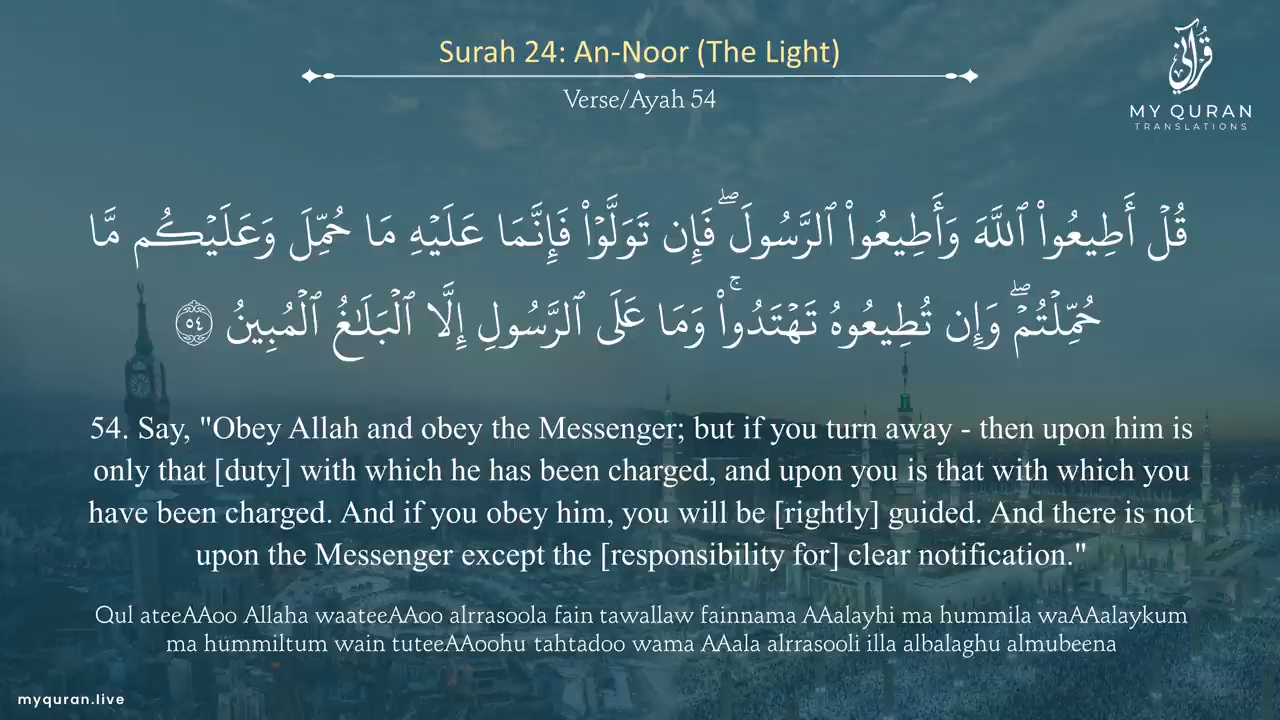 Surah 24: An-Noor (The Light)
Verse/Ayah 54
قرآني
MY QURAN
TRANSLATIONS
قُلۡ أَطِيعُواْ ٱللَّهَ وَأَطِيعُواْ ٱلرَّسُولَۖ فَإِن تَوَلَّوۡاْ فَإِنَّمَا عَلَيۡهِ مَا حُمِّلَ وَعَلَيۡكُم مَّا
حُمِّلۡتُمۡۖ وَإِن تُطِيعُوهُ تَهۡتَدُواْۚ وَمَا عَلَى ٱلرَّسُولِ إِلَّا ٱلۡبَلَٰغُ ٱلۡمُبِينُ ٥٤
54. Say, "Obey Allah and obey the Messenger; but if you turn away - then upon him is
only that [duty] with which he has been charged, and upon you is that with which you
have been charged. And if you obey him, you will be [rightly] guided. And there is not
upon the Messenger except the [responsibility for] clear notification."
Qul ateeAAoo Allaha waateeAAoo alrrasoola fain tawallaw fainnama AAalayhi ma hummila waAAalaykum
ma hummiltum wain tuteeAAoohu tahtadoo wama AAala alrrasooli illa albalaghu almubeena
myquran.live